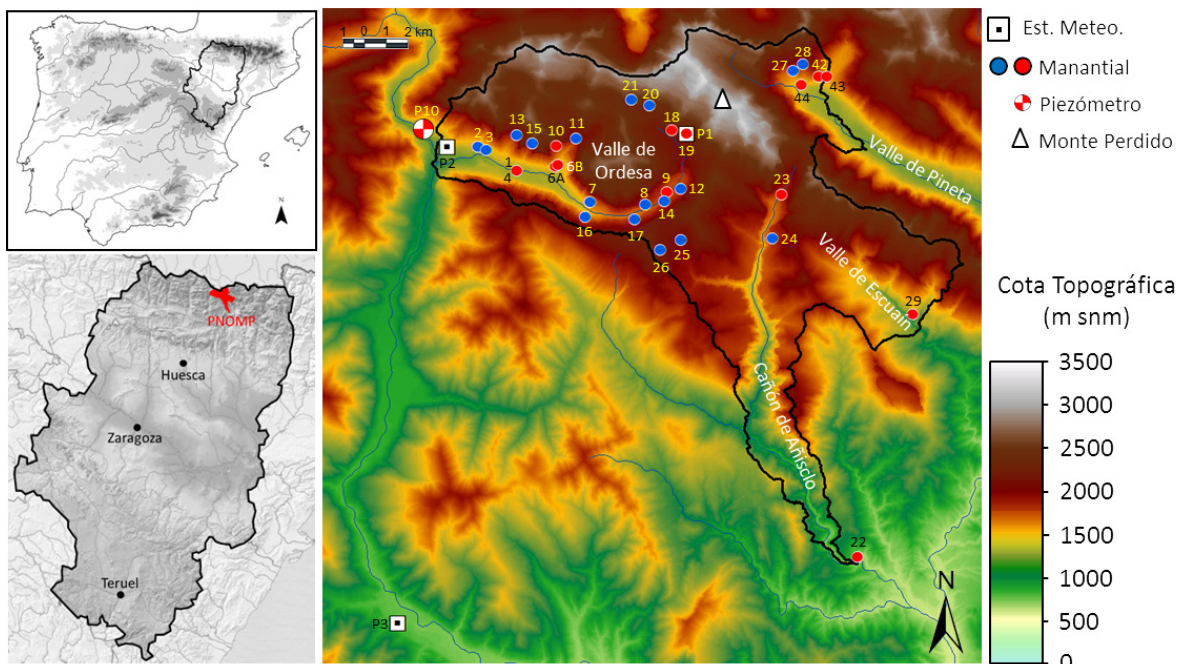 N
PNOMP
Huesca
Zaragoza
Teruel
1 0 1 2 km
P10
P2
2
3
13
15
10
11
1
4
6B
6A
21
20
18
P1
19
Valle de
Ordesa
7
16
8
9
12
14
17
26
25
27
28
42
43
44
Valle de Pineta
23
24
Valle de Escuaín
29
Cañón de Añisclo
22
P3
N
Est. Meteo.
Manantial
Piezómetro
Monte Perdido
Cota Topográfica
(m snm)
3500
3000
2500
2000
1500
1000
500
0